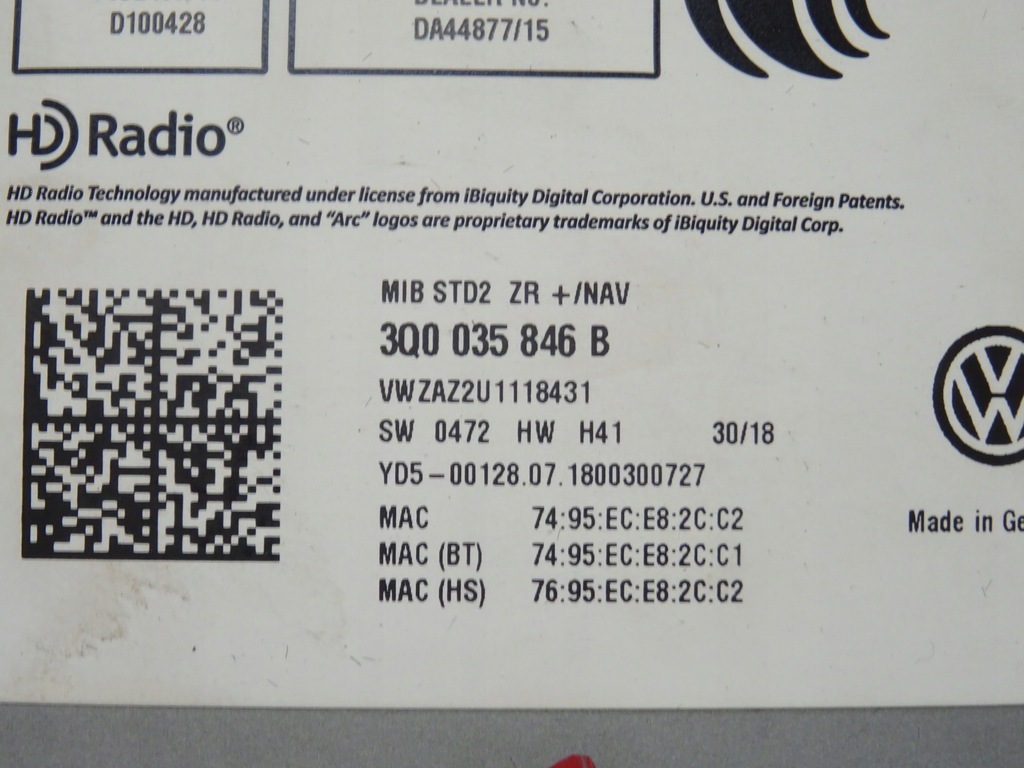 DEALER NO:
D100428
DA44877/15
HD Radio®
HD Radio Technology manufactured under license from iBiquity Digital Corporation. U.S. and Foreign Patents.
HD Radio™ and the HD, HD Radio, and “Arc” logos are proprietary trademarks of iBiquity Digital Corp.
MIB STD2 ZR +/NAV
3Q0 035 846 B
VWZAZ2U1118431
SW 0472 HW H41 30/18
YD5-00128.07.1800300727
MAC 74:95:EC:E8:2C:C2
MAC (BT) 74:95:EC:E8:2C:C1
MAC (HS) 76:95:EC:E8:2C:C2
VW
Made in Ge